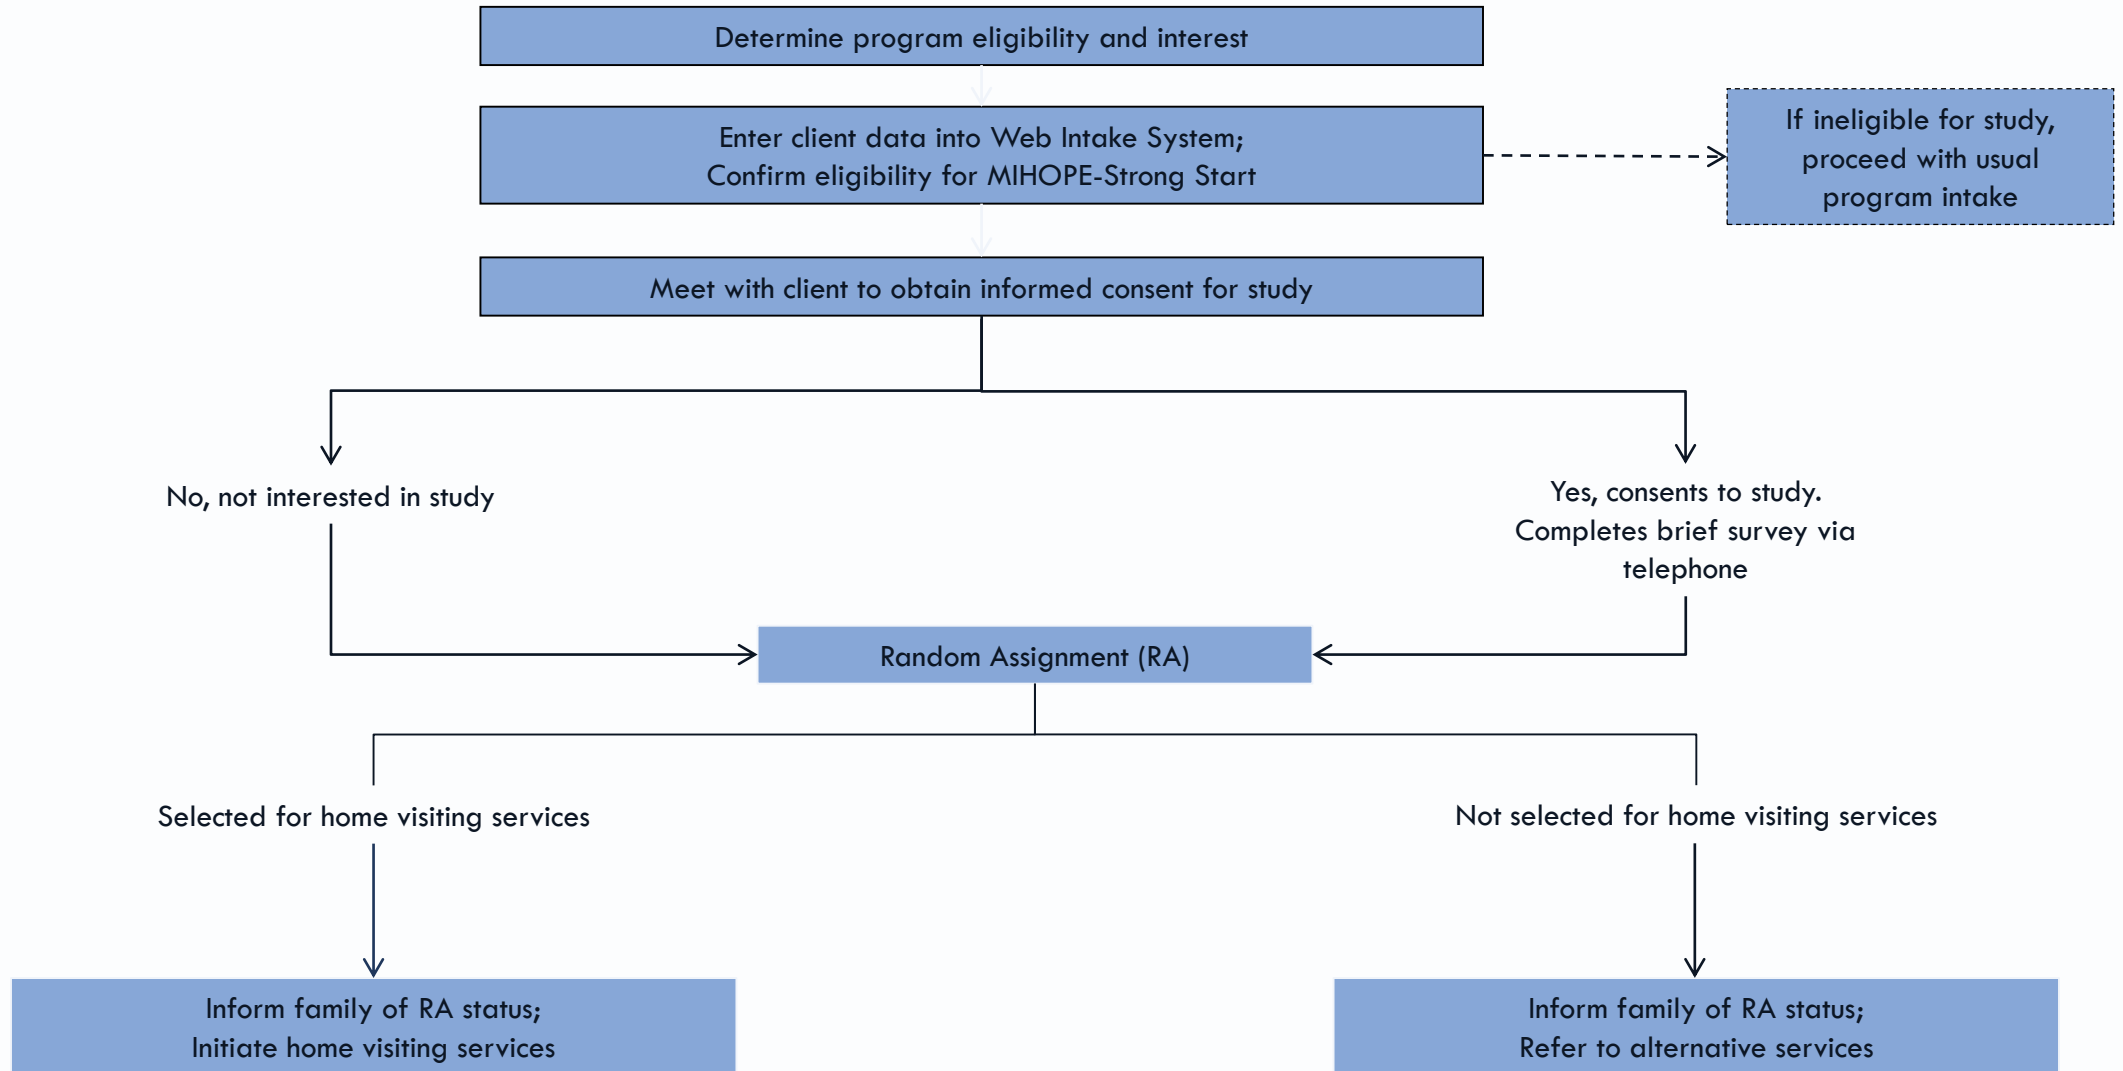 Determine program eligibility and interest
Enter client data into Web Intake System;
Confirm eligibility for MIHOPE-Strong Start
If ineligible for study,
proceed with usual
program intake
Meet with client to obtain informed consent for study
No, not interested in study
Yes, consents to study.
Completes brief survey via
telephone
Random Assignment (RA)
Selected for home visiting services
Not selected for home visiting services
Inform family of RA status;
Initiate home visiting services
Inform family of RA status;
Refer to alternative services